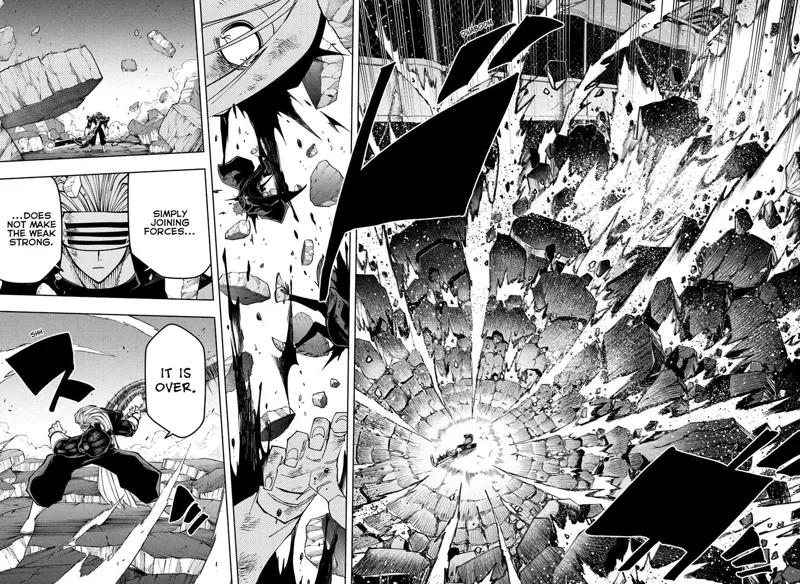 SIMPLY
JOINING
FORCES...
...DOES
NOT MAKE
THE WEAK
STRONG.
SHH
IT IS
OVER.